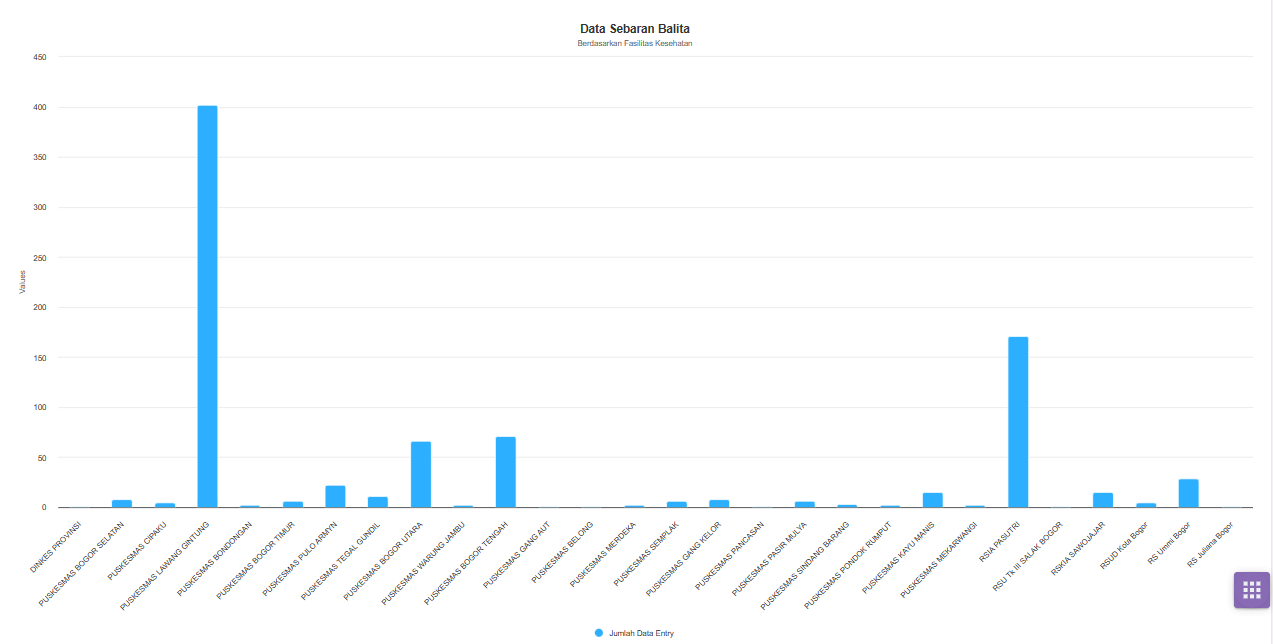 Data Sebaran Balita
Berdasarkan Fasilitas Kesehatan
450
400
350
300
250
200
150
100
50
0
Values
DINKES PROVINSI
PUSKESMAS BOGOR SELATAN
PUSKESMAS CIPAKU
PUSKESMAS LAWANG GINTUNG
PUSKESMAS BONDONGAN
PUSKESMAS BOGOR TIMUR
PUSKESMAS PULO ARMYN
PUSKESMAS TEGAL GUNDIL
PUSKESMAS BOGOR UTARA
PUSKESMAS WARUNG JAMBU
PUSKESMAS BOGOR TENGAH
PUSKESMAS GANG AUT
PUSKESMAS BELONG
PUSKESMAS MERDEKA
PUSKESMAS SEMPLAK
PUSKESMAS GANG KELOR
PUSKESMAS PANCASAN
PUSKESMAS PASIR MULYA
PUSKESMAS SINDANG BARANG
PUSKESMAS PONDOK RUMPUT
PUSKESMAS KAYU MANIS
PUSKESMAS MEKARWANGI
RSIA PASUTRI
RSU Tk III SALAK BOGOR
RSKIA SAWOJAJAR
RSUD Kota Bogor
RS Ummi Bogor
RS Juliana Bogor
Jumlah Data Entry